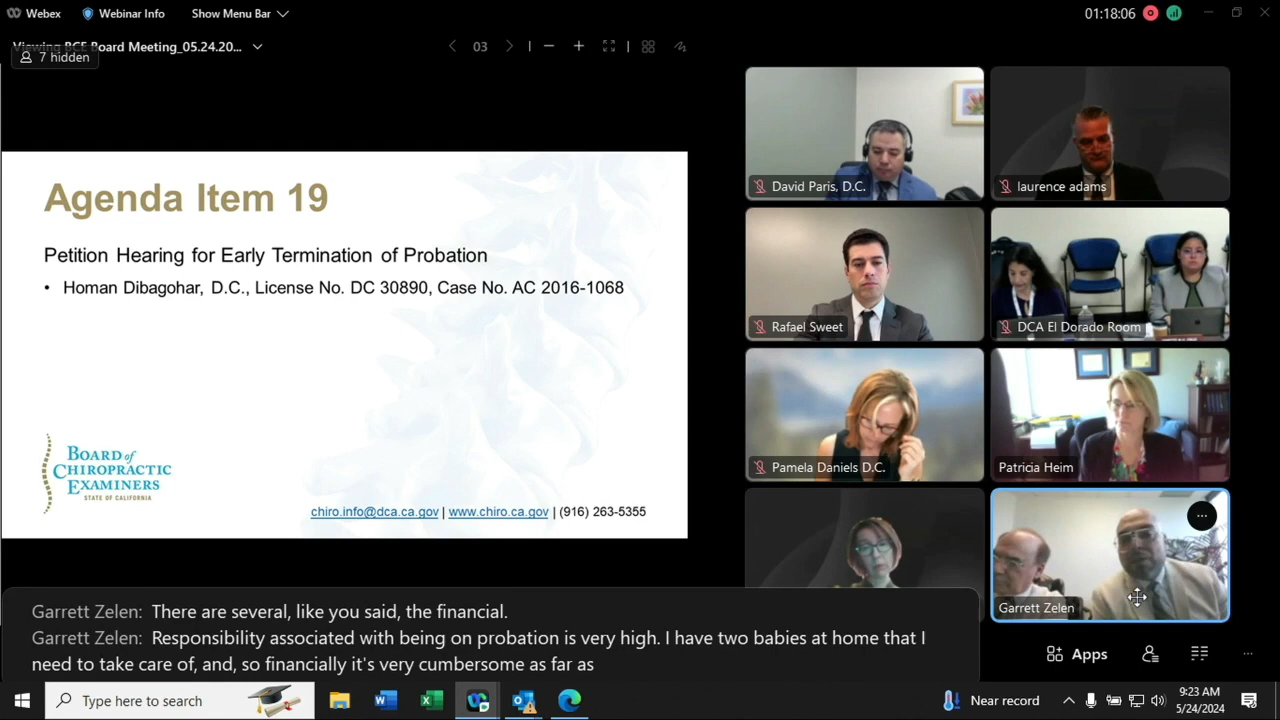 Webex
Webinar Info
Show Menu Bar
01:18:06
Viewing BCE Board Meeting_05.24.20...
03
7 hidden
Agenda Item 19
Petition Hearing for Early Termination of Probation
• Homan Dibagohar, D.C., License No. DC 30890, Case No. AC 2016-1068
BOARD of
CHIROPRACTIC
EXAMINERS
STATE OF CALIFORNIA
chiro.info@dca.ca.gov | www.chiro.ca.gov | (916) 263-5355
David Paris, D.C.
laurence adams
Rafael Sweet
DCA El Dorado Room
Pamela Daniels D.C.
Patricia Heim
Garrett Zelen
Garrett Zelen: There are several, like you said, the financial.
Garrett Zelen: Responsibility associated with being on probation is very high. I have two babies at home that I
need to take care of, and, so financially it's very cumbersome as far as
Apps
Type here to search
Near record
9:23 AM
5/24/2024